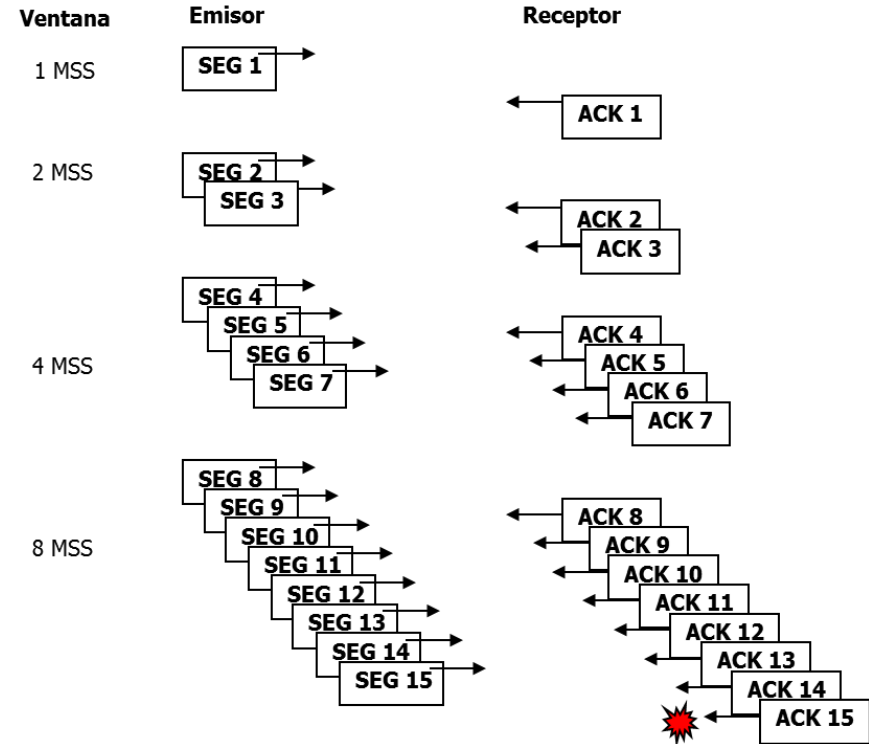 Ventana
Emisor
Receptor
1 MSS
SEG 1
ACK 1
2 MSS
SEG 2
SEG 3
ACK 2
ACK 3
4 MSS
SEG 4
SEG 5
SEG 6
SEG 7
ACK 4
ACK 5
ACK 6
ACK 7
8 MSS
SEG 8
SEG 9
SEG 10
SEG 11
SEG 12
SEG 13
SEG 14
SEG 15
ACK 8
ACK 9
ACK 10
ACK 11
ACK 12
ACK 13
ACK 14
ACK 15